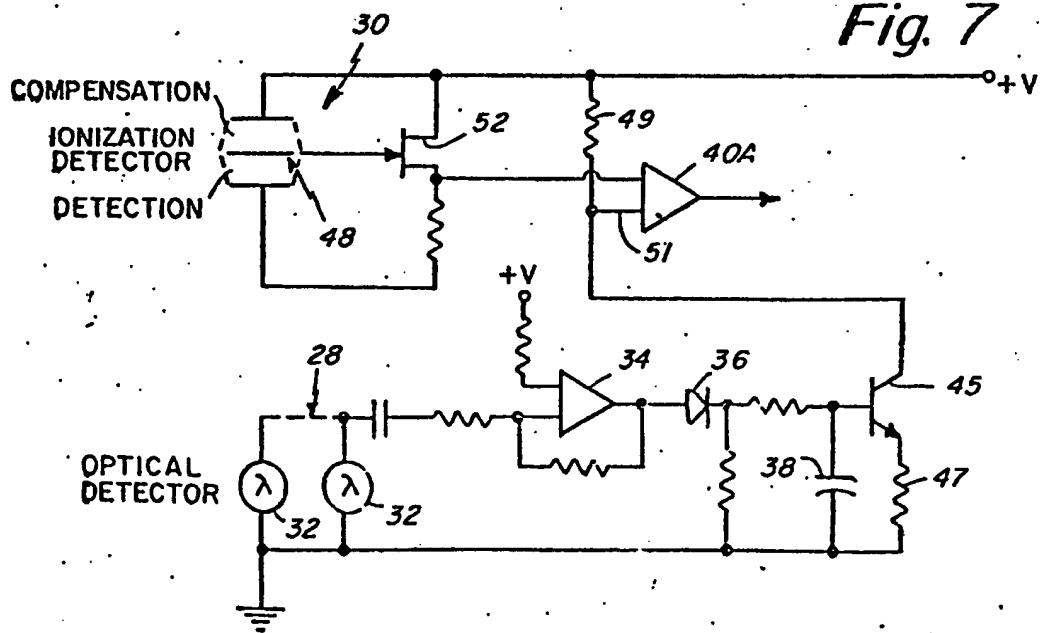 Fig. 7
30
+V
COMPENSATION
52
49
40A
IONIZATION
DETECTOR
DETECTION
48
51
+V
28
34
36
45
OPTICAL
DETECTOR
λ
λ
32
32
38
47